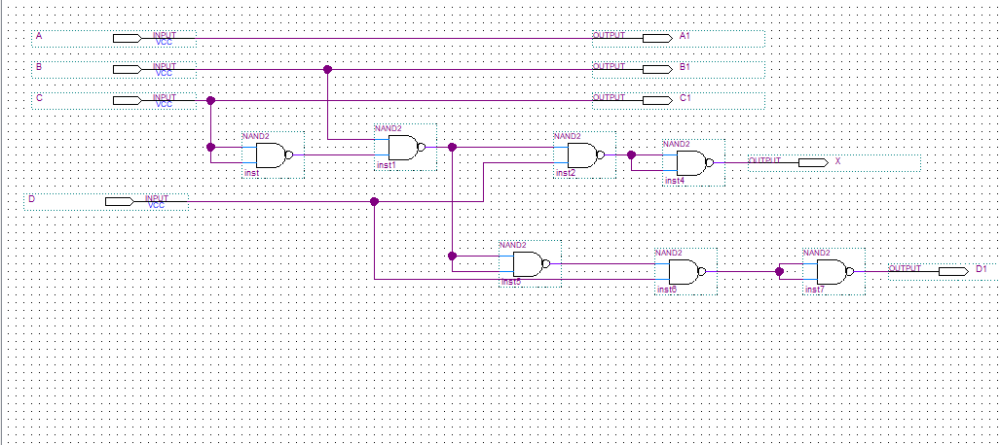 A INPUT VCC OUTPUT A1
B INPUT VCC OUTPUT B1
C INPUT VCC OUTPUT C1
NAND2 inst
NAND2 inst1
NAND2 inst2
NAND2 inst4
OUTPUT X
D INPUT VCC
NAND2 inst5
NAND2 inst6
NAND2 inst7
OUTPUT D1